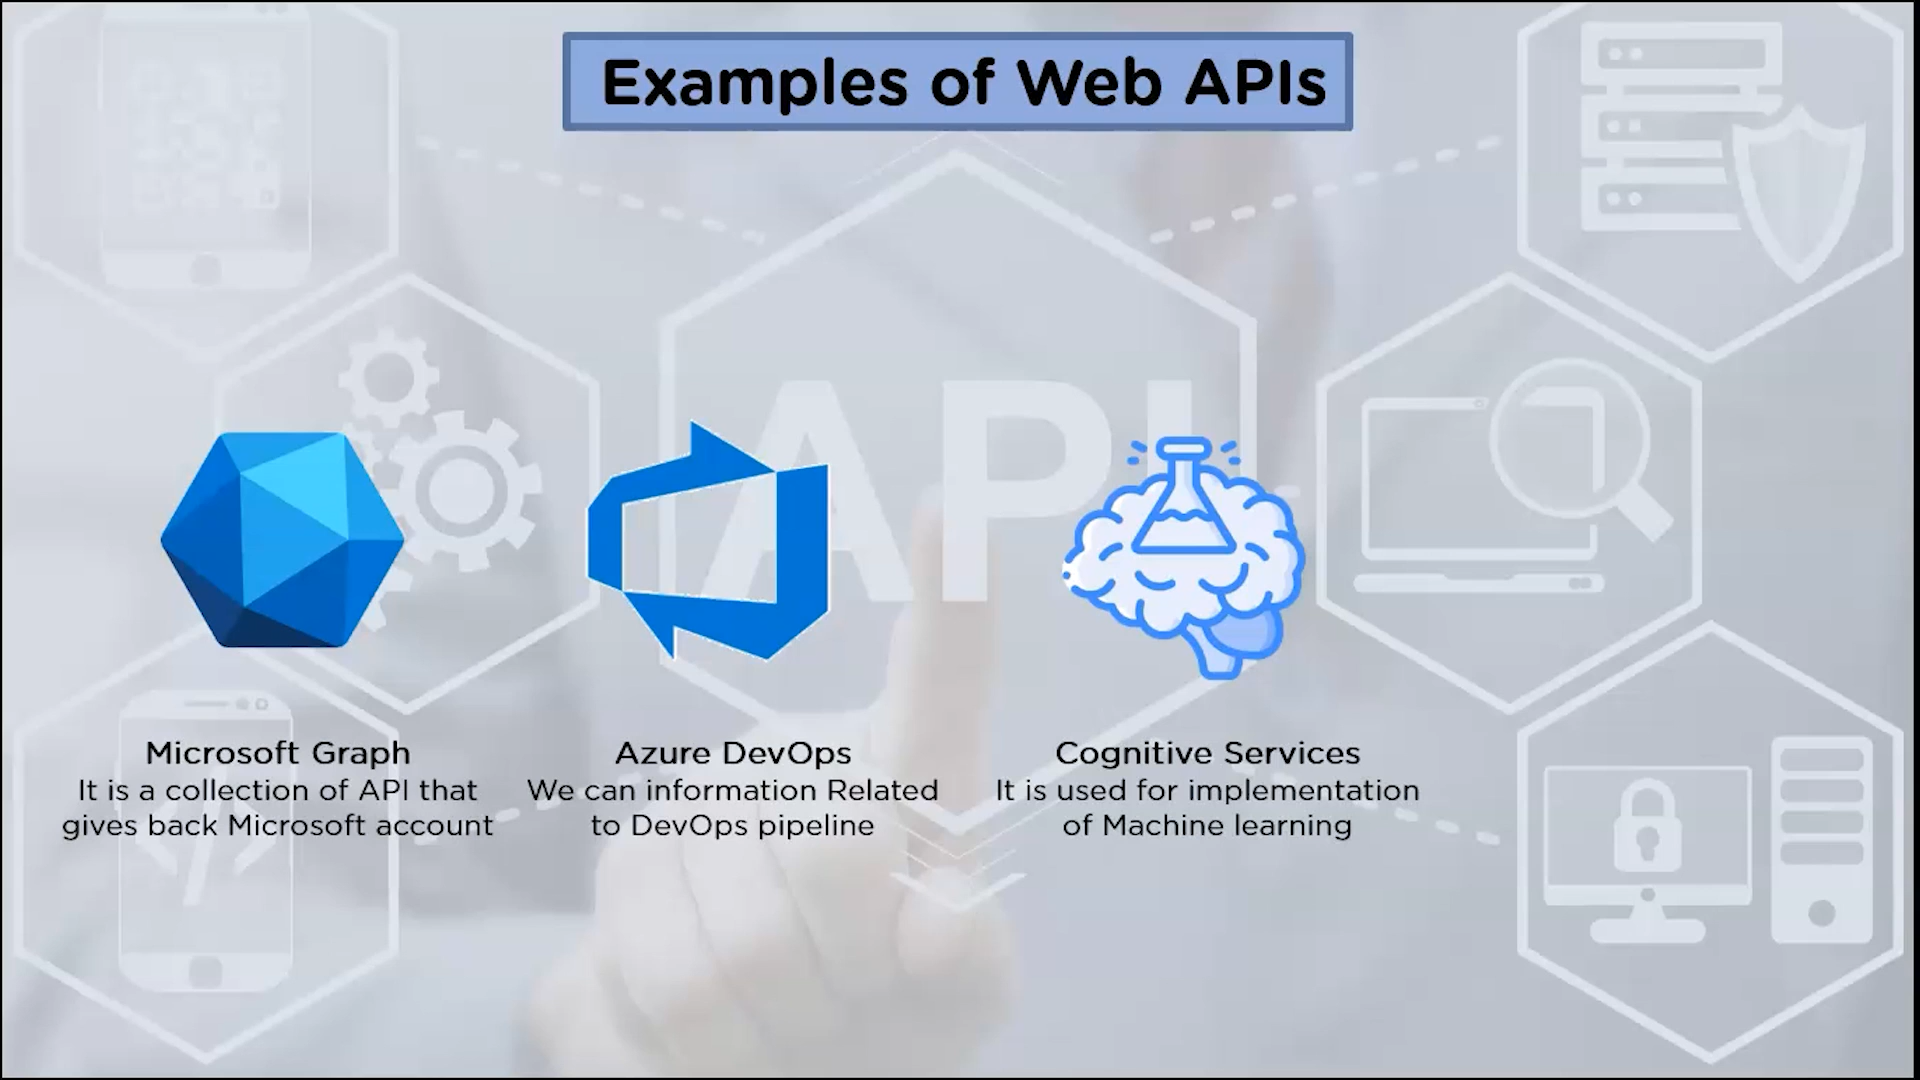 Examples of Web APIs
API
Microsoft Graph
It is a collection of API that
gives back Microsoft account
Azure DevOps
We can information Related
to DevOps pipeline
Cognitive Services
It is used for implementation
of Machine learning